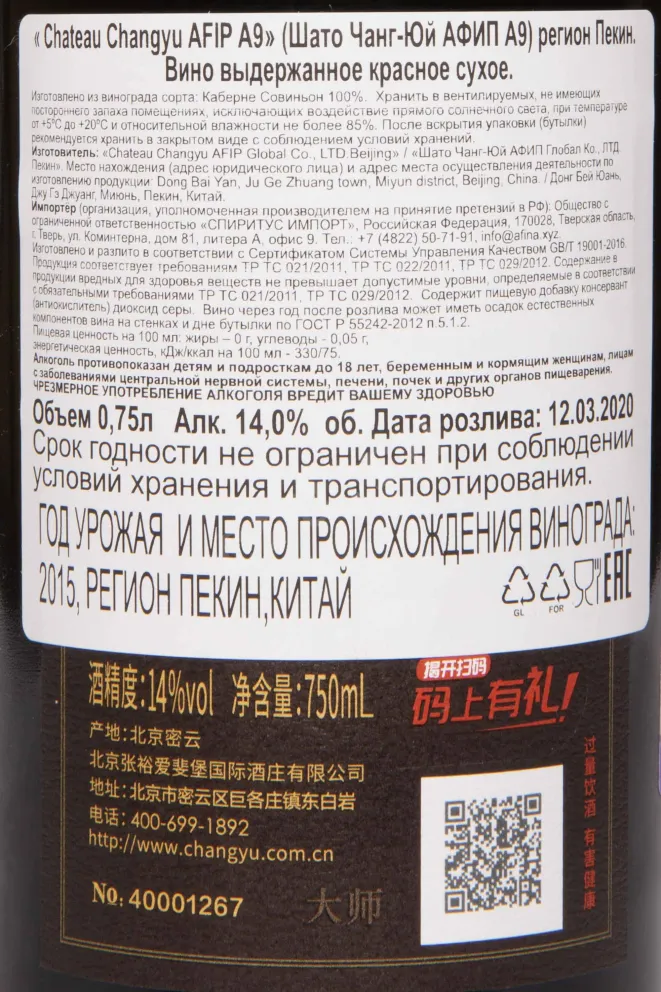 « Chateau Changyu AFIP A9» (Шато Чанг-Юй АФИП А9) регион Пекин.
Вино выдержанное красное сухое.
Изготовлено из винограда сорта: Каберне Совиньон 100%. Хранить в вентилируемых, не имеющих
постороннего запаха помещениях, исключающих воздействие прямого солнечного света, при температуре
от +5°С до +20°С и относительной влажности не более 85%. После вскрытия упаковки (бутылки)
рекомендуется хранить в закрытом виде с соблюдением условий хранения.
Изготовитель: «Chateau Changyu AFIP Global Co., LTD.Beijing» / «Шато Чанг-Юй АФИП Глобал Ко., ЛТД
Пекин». Место нахождения (адрес юридического лица) и адрес места осуществления деятельности по
изготовлению продукции: Dong Bai Yan, Ju Ge Zhuang town, Miyun district, Beijing, China. / Донг Бей Юань,
Джу Гэ Джуанг, Миюнь, Пекин, Китай.
Импортер (организация, уполномоченная производителем на принятие претензий в РФ): Общество с
ограниченной ответственностью «СПИРИТУС ИМПОРТ», Российская Федерация, 170028, Тверская область,
г. Тверь, ул. Коминтерна, дом 81, литера А, офис 9. Тел.: +7 (4822) 50-71-91, info@afina.xyz.
Изготовлено и разлито в соответствии с Сертификатом Системы Управления Качеством GB/T 19001-2016.
Продукция соответствует требованиям ТР ТС 021/2011, ТР ТС 022/2011, ТР ТС 029/2012. Содержание в
продукции вредных для здоровья веществ не превышает допустимые уровни, определяемые в соответствии
с обязательными требованиями ТР ТС 021/2011, ТР ТС 029/2012. Содержит пищевую добавку консервант
(антиокислитель) диоксид серы. Вино через год после розлива может иметь осадок естественных
компонентов вина на стенках и дне бутылки по ГОСТ Р 55242-2012 п.5.1.2.
Пищевая ценность на 100 мл: жиры – 0 г, углеводы - 0,05 г,
энергетическая ценность, кДж/ккал на 100 мл - 330/75.
Алкоголь противопоказан детям и подросткам до 18 лет, беременным и кормящим женщинам, лицам
с заболеваниями центральной нервной системы, печени, почек и других органов пищеварения.
ЧРЕЗМЕРНОЕ УПОТРЕБЛЕНИЕ АЛКОГОЛЯ ВРЕДИТ ВАШЕМУ ЗДОРОВЬЮ
Объем 0,75л Алк. 14,0% об. Дата розлива: 12.03.2020
Срок годности не ограничен при соблюдении
условий хранения и транспортирования.
ГОД УРОЖАЯ И МЕСТО ПРОИСХОЖДЕНИЯ ВИНОГРАДА:
2015, РЕГИОН ПЕКИН,КИТАЙ
GL FOR EAC
酒精度:14%vol 净含量:750mL
揭开扫码
码上有礼!
产地:北京密云
北京张裕爱斐堡国际酒庄有限公司
地址:北京市密云区巨各庄镇东白岩
电话:400-699-1892
http://www.changyu.com.cn
No: 40001267
大师
过量饮酒 有害健康